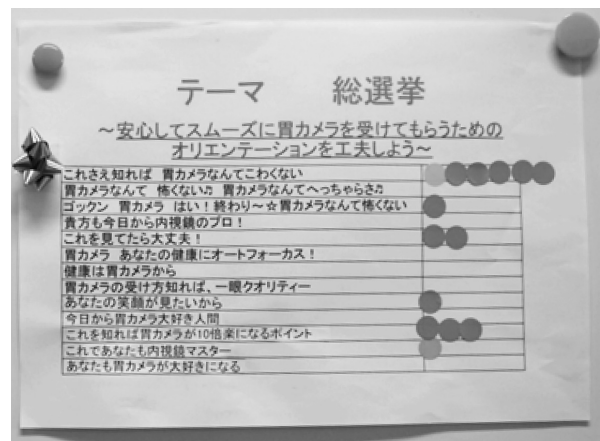 テーマ　　総選挙
～安心してスムーズに胃カメラを受けてもらうための
オリエンテーションを工夫しよう～
これさえ知れば　胃カメラなんてこわくない
胃カメラなんて　怖くない♫　胃カメラなんてへっちゃらさ♫
ゴックン　胃カメラ　はい！終わり～☆胃カメラなんて怖くない
貴方も今日から内視鏡のプロ！
これを見てたら大丈夫！
胃カメラ　あなたの健康にオートフォーカス！
健康は胃カメラから
胃カメラの受け方知れば、一眼クオリティー
あなたの笑顔が見たいから
今日から胃カメラ大好き人間
これを知れば胃カメラが10倍楽になるポイント
これであなたも内視鏡マスター
あなたも胃カメラが大好きになる